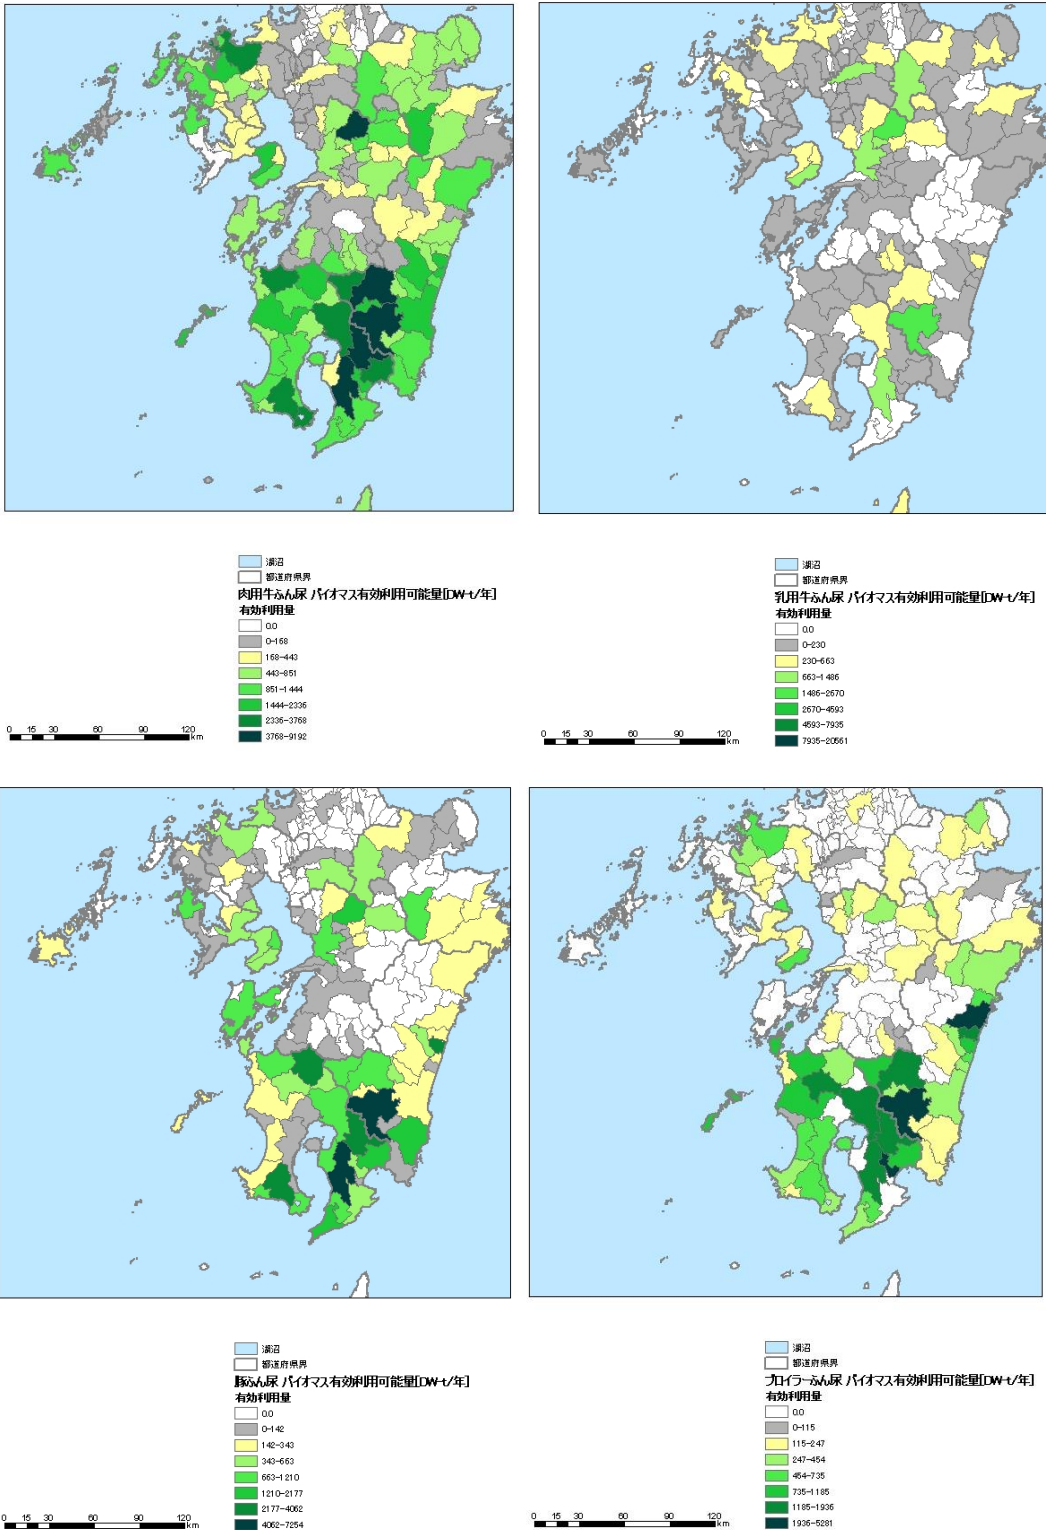 湖沼
都道府県界
肉用牛ふん尿 バイオマス有効利用可能量[DW-t/年]
有効利用量
0.0
0-168
168-443
443-851
851-1444
1444-2336
2336-3768
3768-9192
0 15 30 60 90 120
km
湖沼
都道府県界
乳用牛ふん尿 バイオマス有効利用可能量[DW-t/年]
有効利用量
0.0
0-230
230-663
663-1486
1486-2670
2670-4593
4593-7935
7935-20561
0 15 30 60 90 120
km
湖沼
都道府県界
豚ふん尿 バイオマス有効利用可能量[DW-t/年]
有効利用量
0.0
0-142
142-343
343-663
663-1210
1210-2177
2177-4062
4062-7254
0 15 30 60 90 120
km
湖沼
都道府県界
ブロイラーふん尿 バイオマス有効利用可能量[DW-t/年]
有効利用量
0.0
0-115
115-247
247-454
454-735
735-1185
1185-1936
1936-5281
0 15 30 60 90 120
km